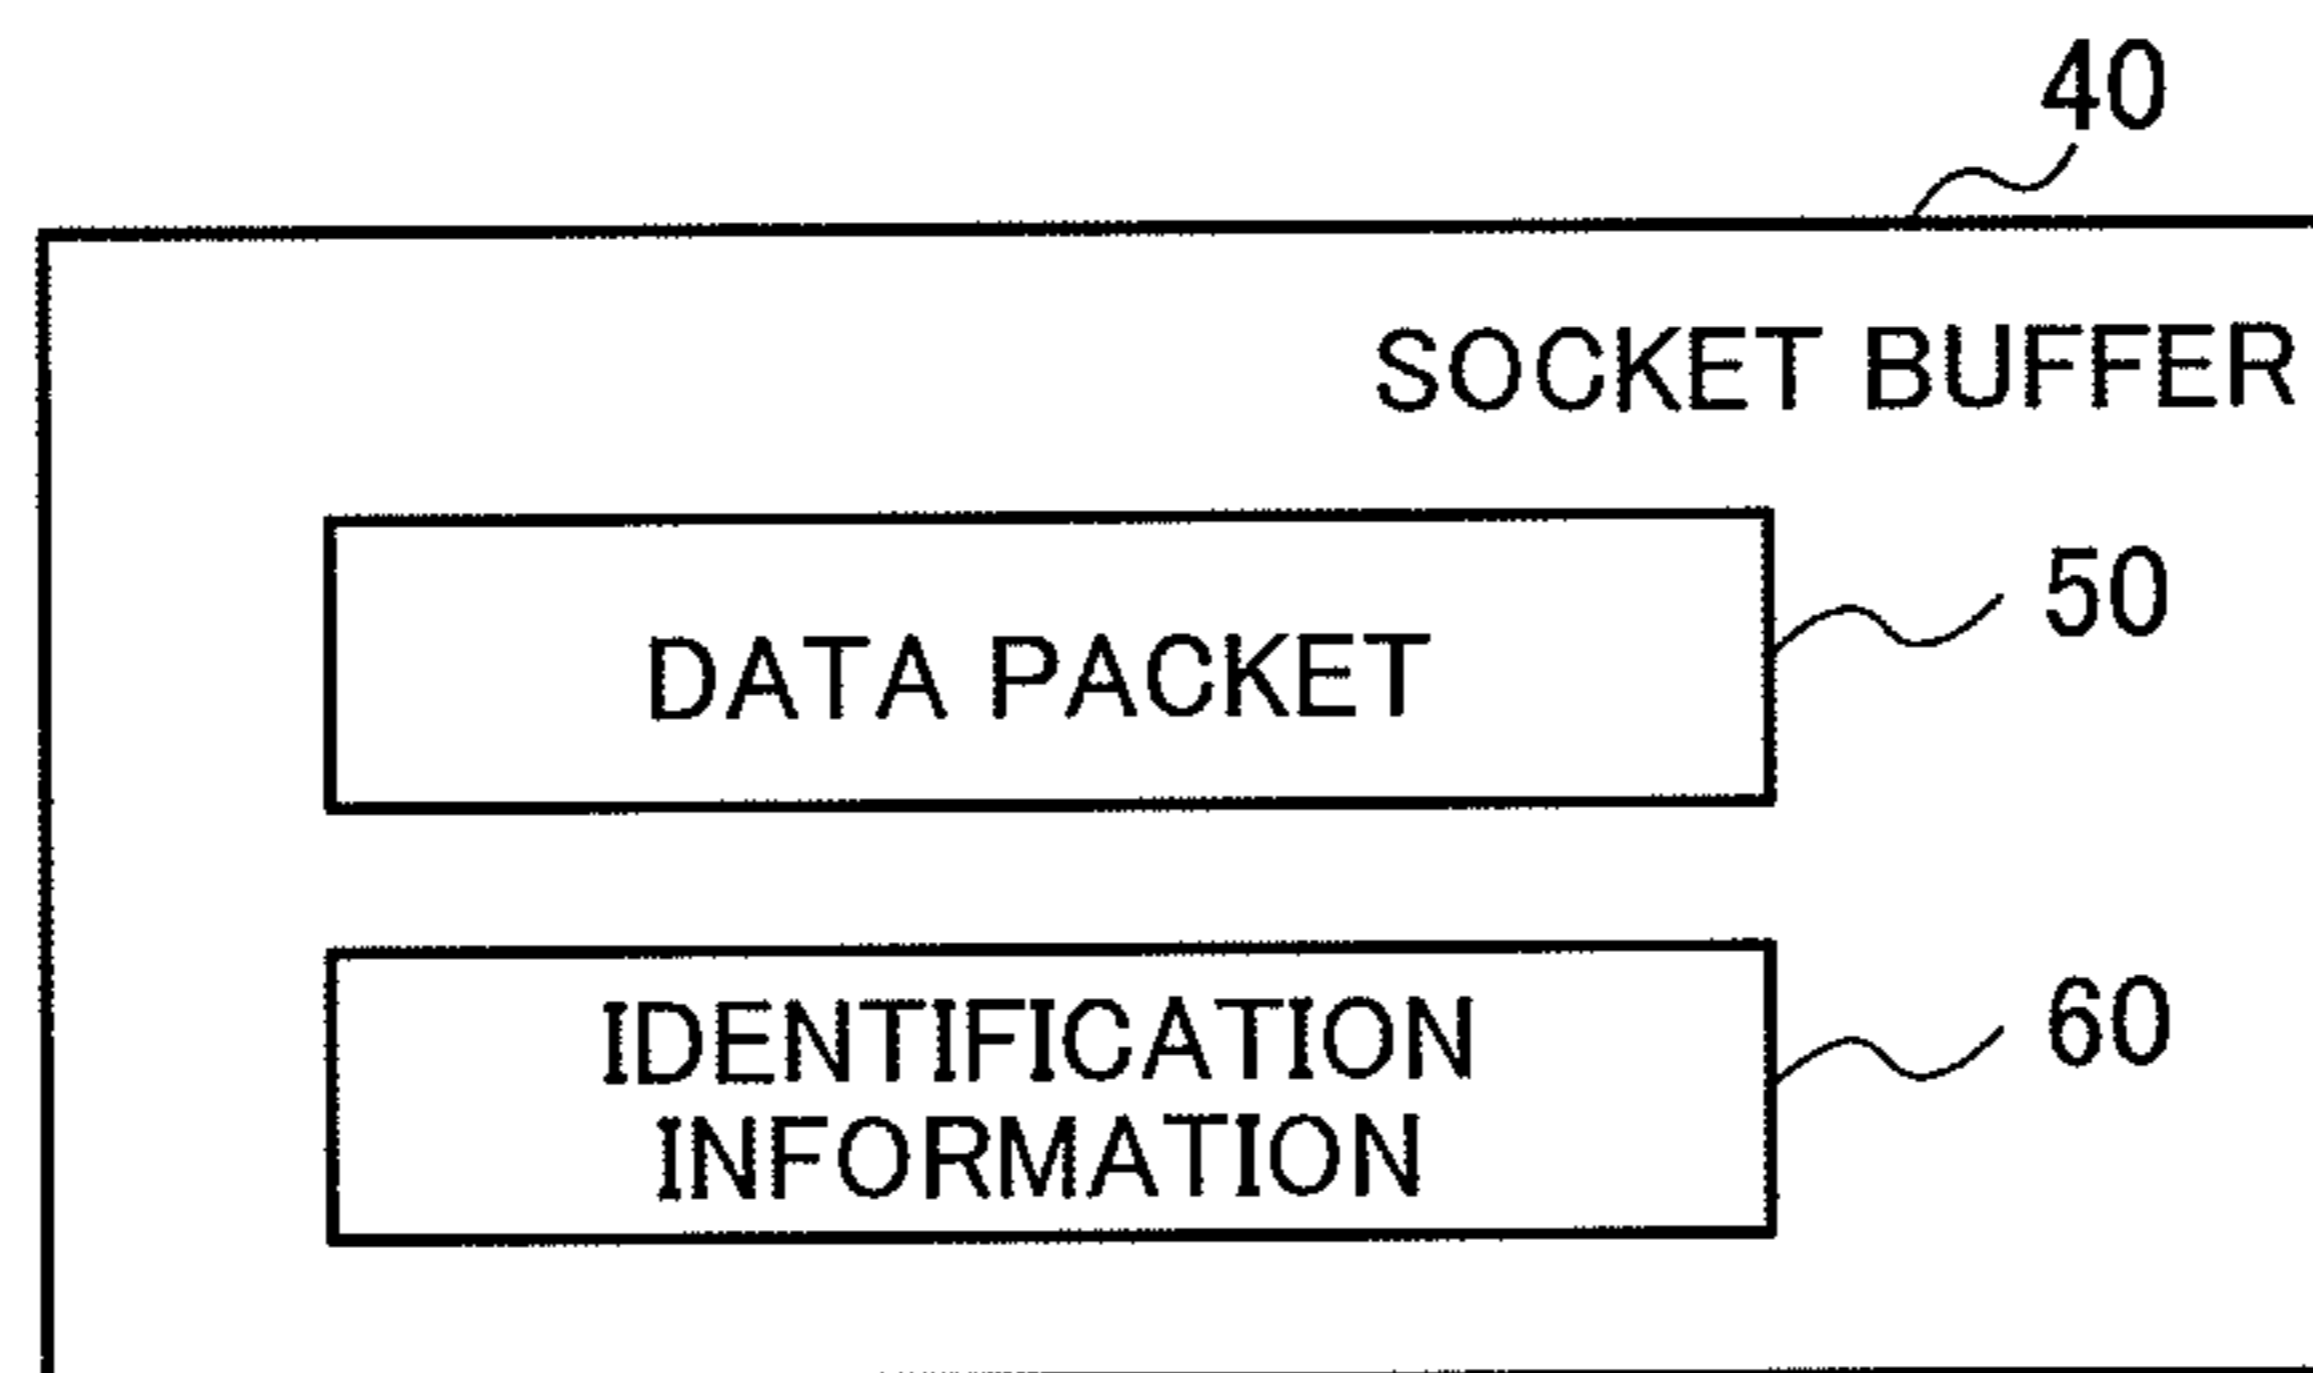 40
SOCKET BUFFER
50
DATA PACKET
60
IDENTIFICATION
INFORMATION